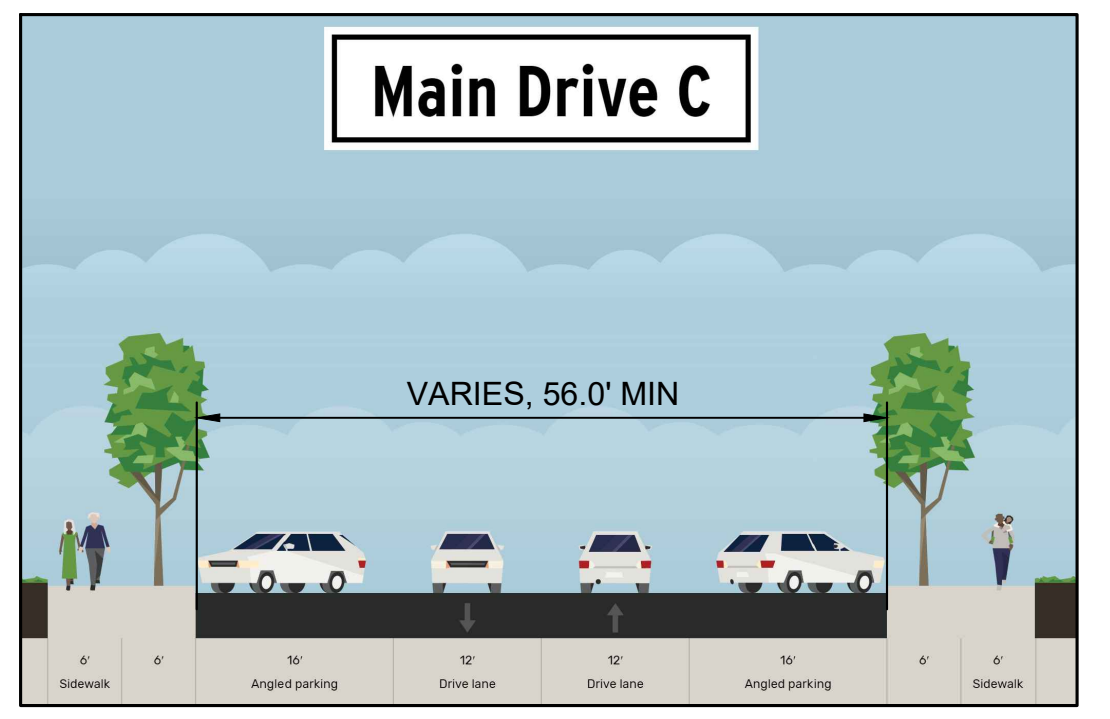 Main Drive C
VARIES, 56.0' MIN
6' 6' 16' 12' 12' 16' 6' 6'
Sidewalk Angled parking Drive lane Drive lane Angled parking Sidewalk